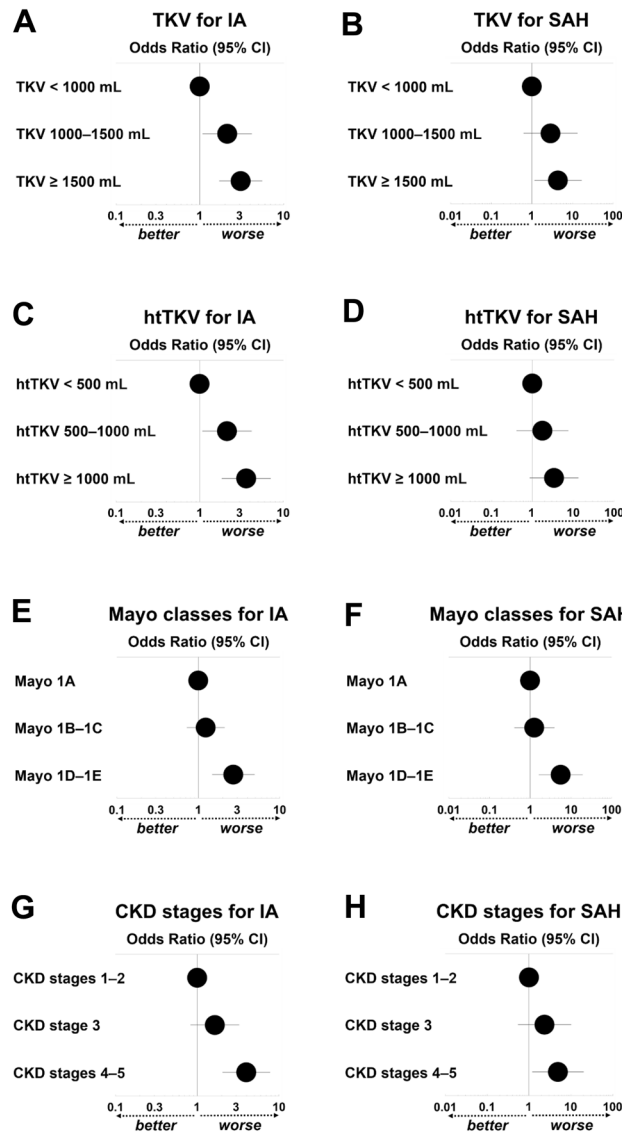 A
TKV for IA
Odds Ratio (95% CI)
TKV < 1000 mL
TKV 1000–1500 mL
TKV ≥ 1500 mL
0.1 0.3 1 3 10
better worse
B
TKV for SAH
Odds Ratio (95% CI)
TKV < 1000 mL
TKV 1000–1500 mL
TKV ≥ 1500 mL
0.01 0.1 1 10 100
better worse
C
htTKV for IA
Odds Ratio (95% CI)
htTKV < 500 mL
htTKV 500–1000 mL
htTKV ≥ 1000 mL
0.1 0.3 1 3 10
better worse
D
htTKV for SAH
Odds Ratio (95% CI)
htTKV < 500 mL
htTKV 500–1000 mL
htTKV ≥ 1000 mL
0.01 0.1 1 10 100
better worse
E
Mayo classes for IA
Odds Ratio (95% CI)
Mayo 1A
Mayo 1B–1C
Mayo 1D–1E
0.1 0.3 1 3 10
better worse
F
Mayo classes for SAH
Odds Ratio (95% CI)
Mayo 1A
Mayo 1B–1C
Mayo 1D–1E
0.01 0.1 1 10 100
better worse
G
CKD stages for IA
Odds Ratio (95% CI)
CKD stages 1–2
CKD stage 3
CKD stages 4–5
0.1 0.3 1 3 10
better worse
H
CKD stages for SAH
Odds Ratio (95% CI)
CKD stages 1–2
CKD stage 3
CKD stages 4–5
0.01 0.1 1 10 100
better worse